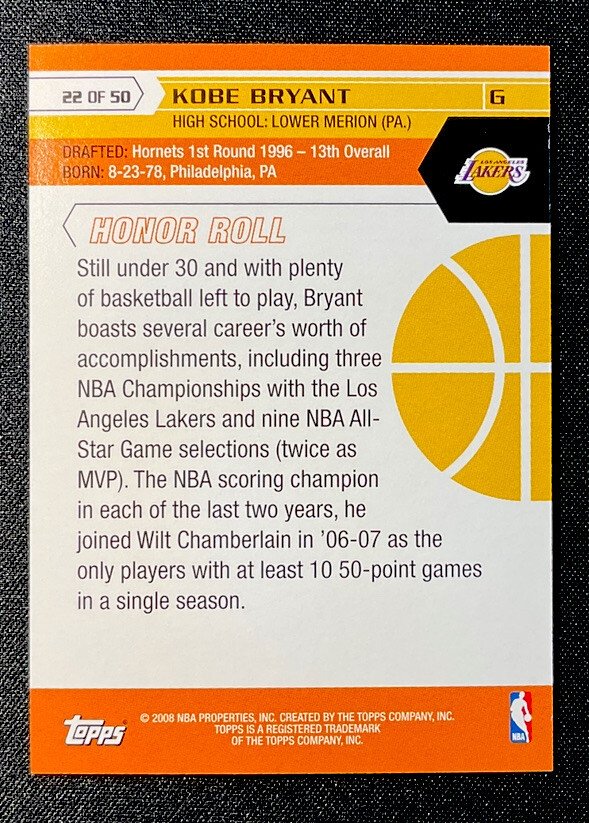 22 OF 50
KOBE BRYANT
G
HIGH SCHOOL: LOWER MERION (PA.)
DRAFTED: Hornets 1st Round 1996 – 13th Overall
BORN: 8-23-78, Philadelphia, PA
LOS ANGELES
LAKERS
HONOR ROLL
Still under 30 and with plenty
of basketball left to play, Bryant
boasts several career's worth of
accomplishments, including three
NBA Championships with the Los
Angeles Lakers and nine NBA All-
Star Game selections (twice as
MVP). The NBA scoring champion
in each of the last two years, he
joined Wilt Chamberlain in '06-07 as the
only players with at least 10 50-point games
in a single season.
topps®
© 2008 NBA PROPERTIES, INC. CREATED BY THE TOPPS COMPANY, INC.
TOPPS IS A REGISTERED TRADEMARK
OF THE TOPPS COMPANY, INC.
NBA